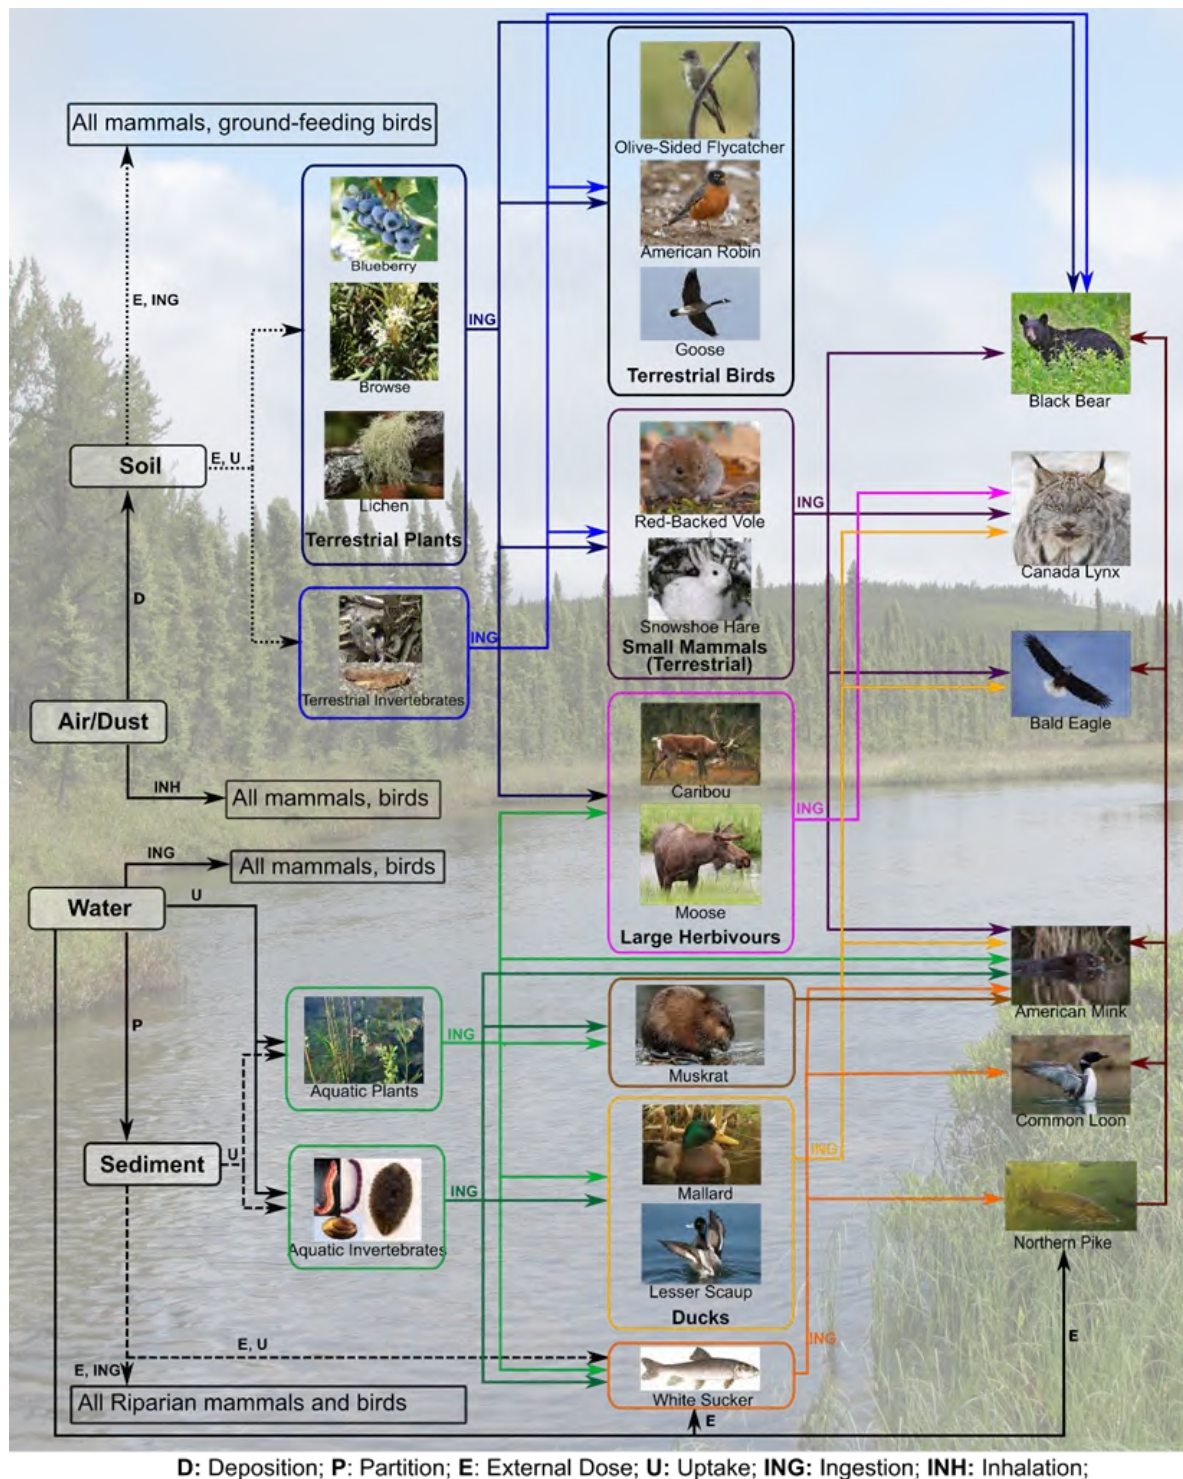 Olive-Sided Flycatcher
American Robin
Goose
Terrestrial Birds
All mammals, ground-feeding birds
E, ING
Blueberry
Browse
Lichen
Terrestrial Plants
ING
Soil
E, U
D
Terrestrial Invertebrates
ING
Red-Backed Vole
Snowshoe Hare
Small Mammals
(Terrestrial)
ING
Black Bear
Canada Lynx
Bald Eagle
Air/Dust
INH
All mammals, birds
Caribou
Moose
Large Herbivours
ING
ING
All mammals, birds
Water
U
P
Aquatic Plants
ING
Muskrat
American Mink
Common Loon
Sediment
U
Aquatic Invertebrates
ING
Mallard
Lesser Scaup
Ducks
ING
Northern Pike
E
E, U
E, ING
All Riparian mammals and birds
White Sucker
ING
E
D: Deposition; P: Partition; E: External Dose; U: Uptake; ING: Ingestion; INH: Inhalation;